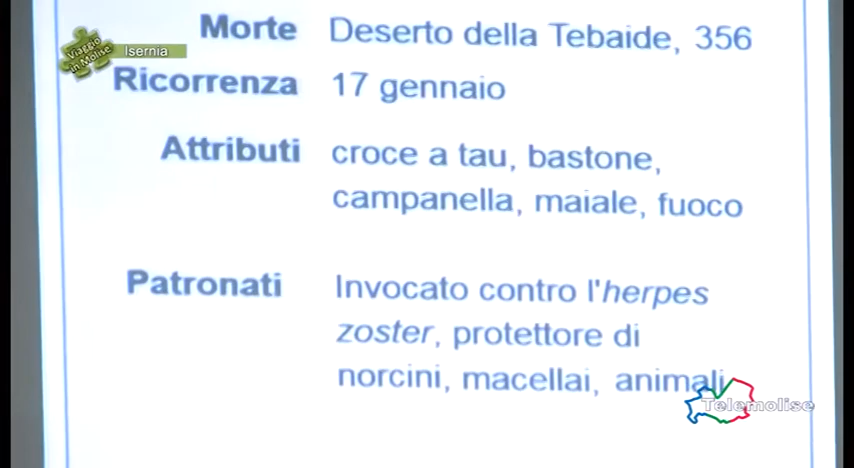 Morte Deserto della Tebaide, 356
Viaggio
in Molise
Isernia
Ricorrenza 17 gennaio
Attributi croce a tau, bastone,
campanella, maiale, fuoco
Patronati Invocato contro l'herpes
zoster, protettore di
norcini, macellai, animali
Telemolise